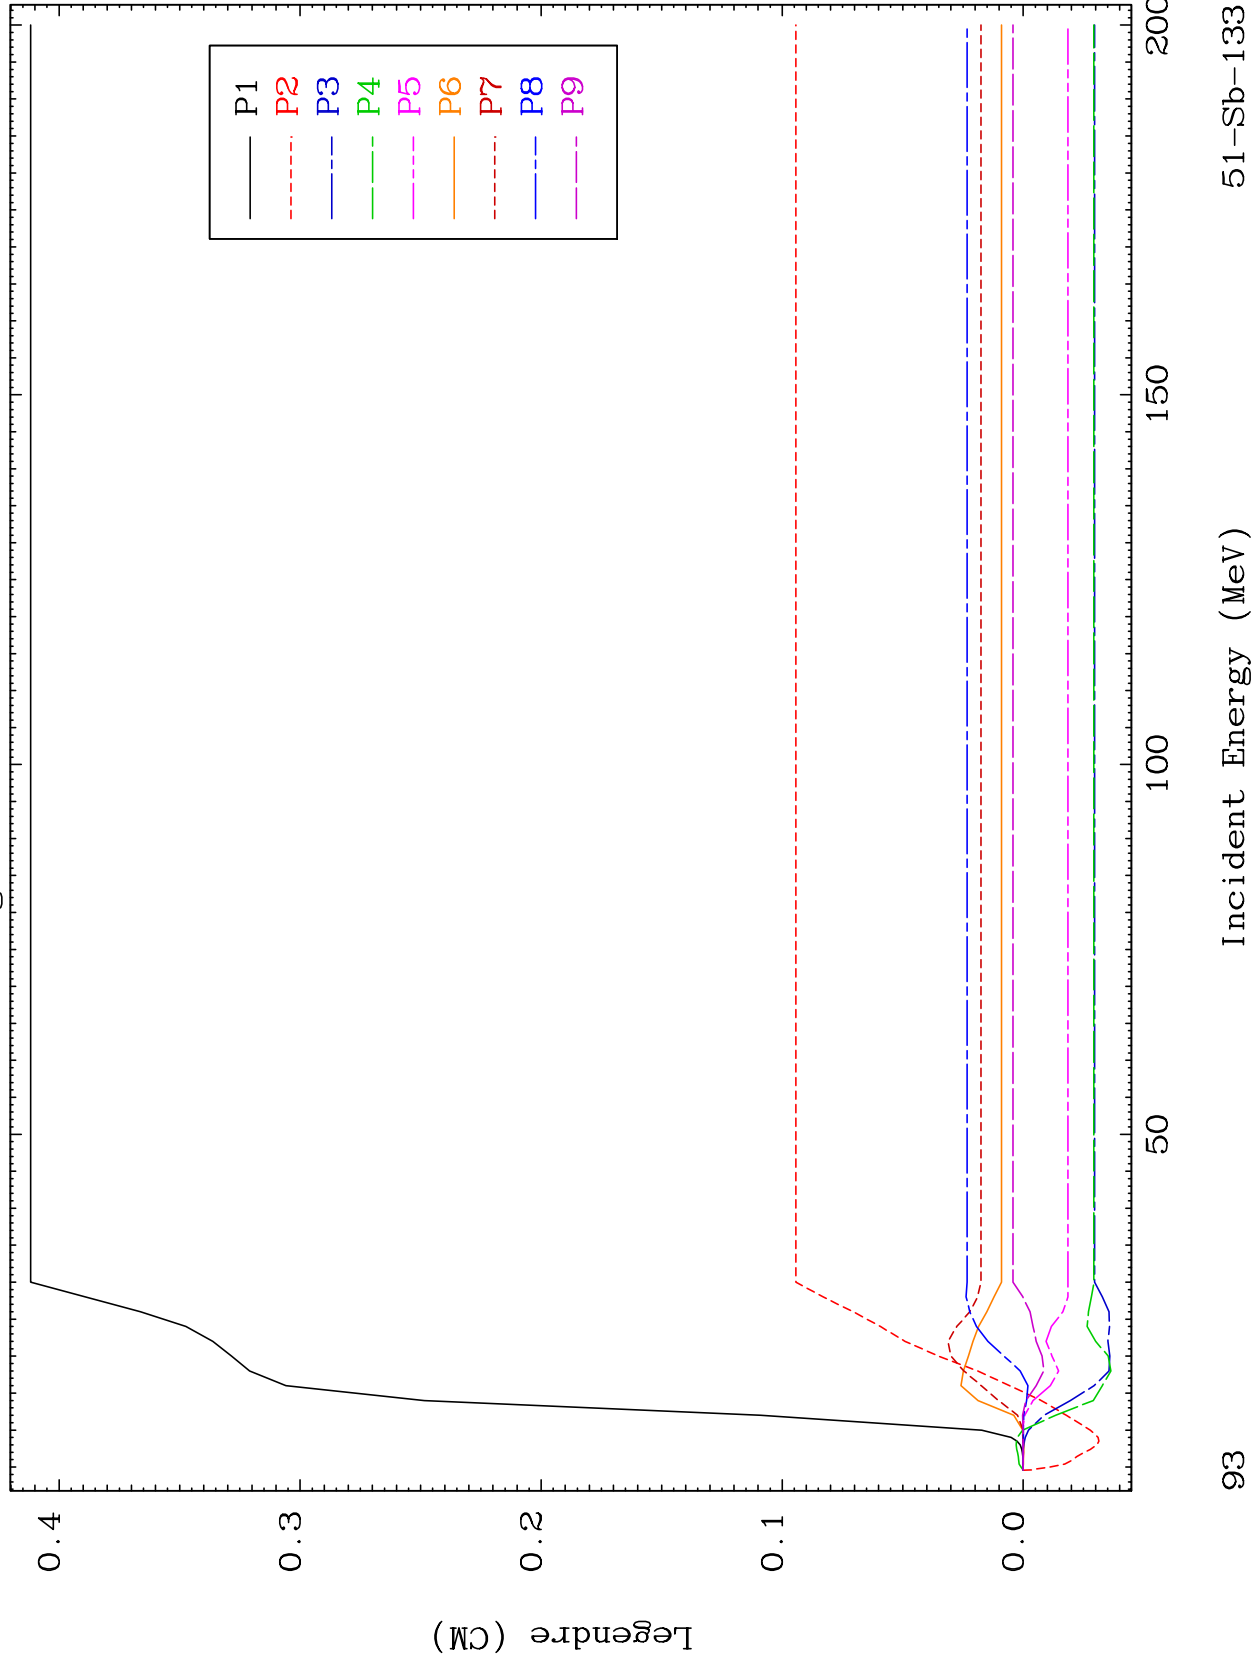 P1
P2
P3
P4
P5
P6
P7
P8
P9
0.4
0.3
0.2
0.1
0.0
Legendre (CM)
50
100
150
200
Incident Energy (MeV)
93
51-Sb-133